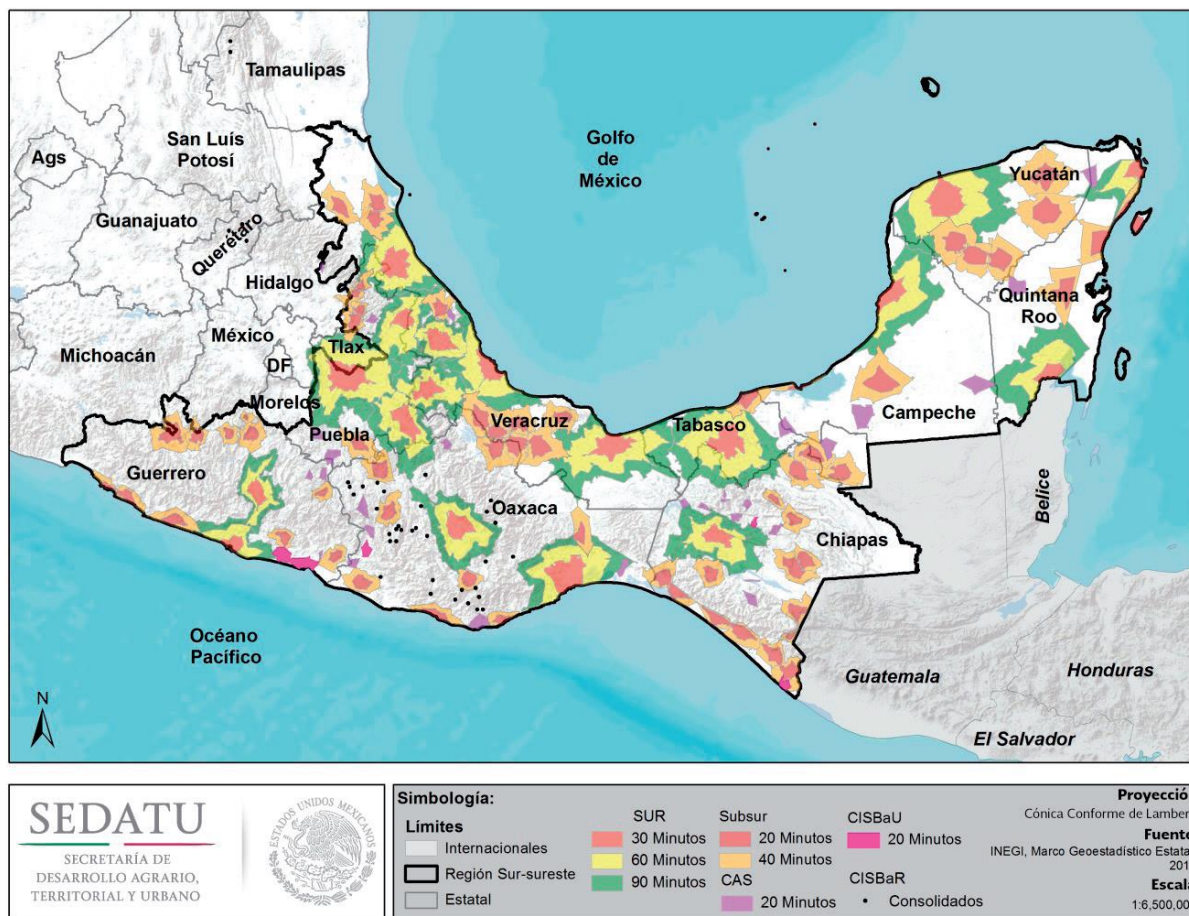 Tamaulipas
San Luís
Potosí
Ags
Guanajuato
Querétaro
Hidalgo
México
Michoacán
DF
Tlax
Morelos
Puebla
Guerrero
Veracruz
Oaxaca
Tabasco
Chiapas
Campeche
Yucatán
Quintana
Roo
Golfo
de
México
Océano
Pacífico
Belice
Guatemala
Honduras
El Salvador
N
SEDATU
SECRETARÍA DE
DESARROLLO AGRARIO,
TERRITORIAL Y URBANO
ESTADOS UNIDOS MEXICANOS
Simbología:
Límites
Internacionales
Región Sur-sureste
Estatal
SUR
30 Minutos
60 Minutos
90 Minutos
Subsur
20 Minutos
40 Minutos
CAS
20 Minutos
CISBaU
20 Minutos
CISBaR
Consolidados
Proyecció
Cónica Conforme de Lamber
Fuent
INEGI, Marco Geoestadístico Estata
201
Escal
1:6,500,00